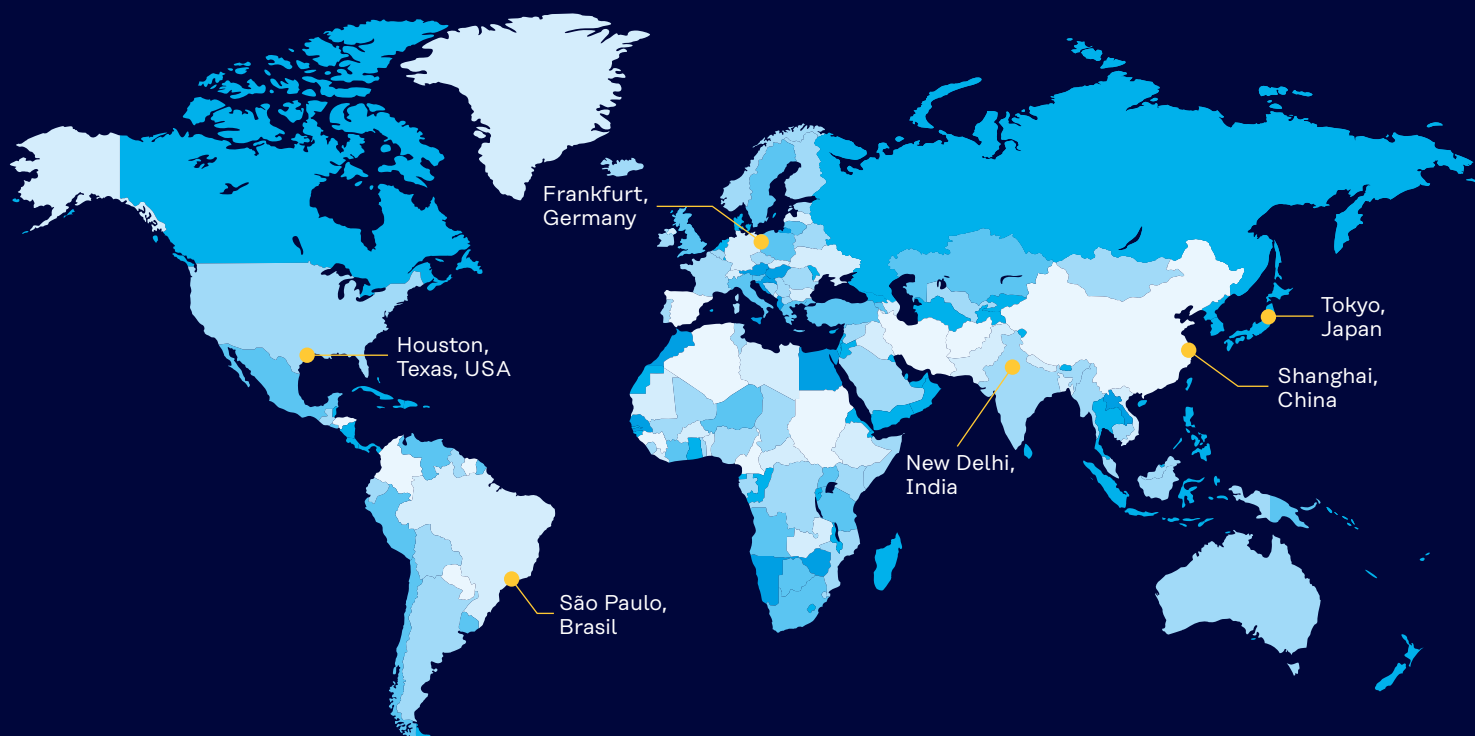 Frankfurt,
Germany
Houston,
Texas, USA
Tokyo,
Japan
Shanghai,
China
New Delhi,
India
São Paulo,
Brasil